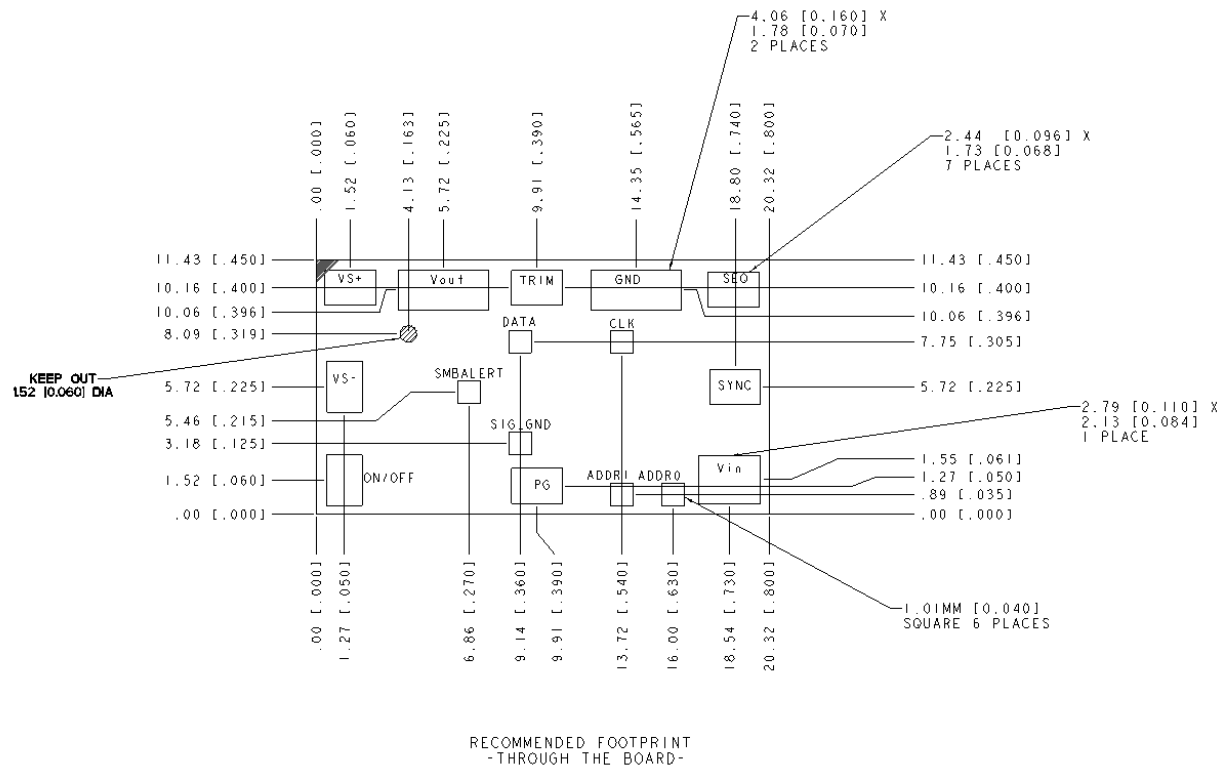 4.06 [0.160] X
1.78 [0.070]
2 PLACES
2.44 [0.096] X
1.73 [0.068]
7 PLACES
.00 [.000]
1.52 [.060]
4.13 [.163]
5.72 [.225]
9.91 [.390]
14.35 [.565]
18.80 [.740]
20.32 [.800]
11.43 [.450]
10.16 [.400]
10.06 [.396]
8.09 [.319]
KEEP OUT
1.52 [0.060] DIA
5.72 [.225]
5.46 [.215]
3.18 [.125]
1.52 [.060]
.00 [.000]
VS+
Vout
TRIM
GND
SEQ
DATA
CLK
VS-
SMBALERT
SYNC
SIG_GND
ON/OFF
PG
ADDR1
ADDR0
Vin
11.43 [.450]
10.16 [.400]
10.06 [.396]
7.75 [.305]
5.72 [.225]
2.79 [0.110] X
2.13 [0.084]
1 PLACE
1.55 [.061]
1.27 [.050]
.89 [.035]
.00 [.000]
.00 [.000]
1.27 [.050]
6.86 [.270]
9.14 [.360]
9.91 [.390]
13.72 [.540]
16.00 [.630]
18.54 [.730]
20.32 [.800]
1.01MM [0.040]
SQUARE 6 PLACES
RECOMMENDED FOOTPRINT
-THROUGH THE BOARD-